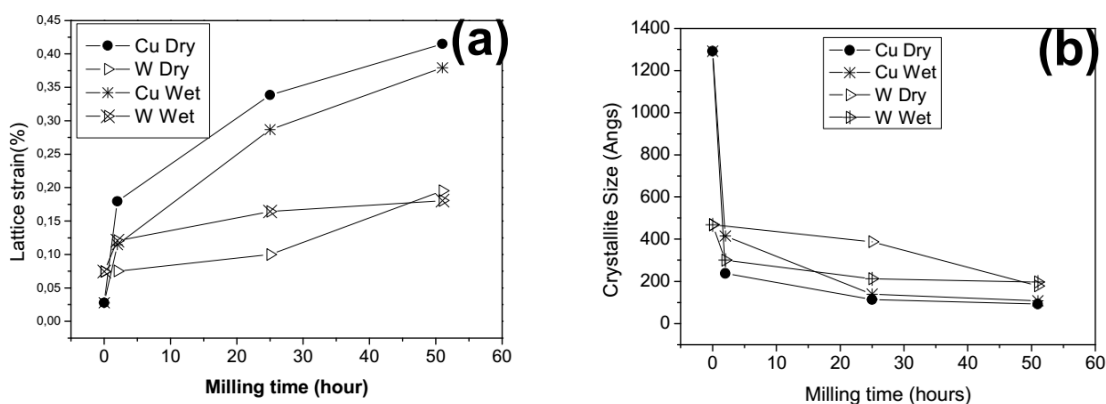 (a)
Lattice strain(%)
0,45
0,40
0,35
0,30
0,25
0,20
0,15
0,10
0,05
0,00
Cu Dry
W Dry
Cu Wet
W Wet
0 10 20 30 40 50 60
Milling time (hour)
(b)
Crystallite Size (Angs)
1400
1200
1000
800
600
400
200
0
Cu Dry
Cu Wet
W Dry
W Wet
0 10 20 30 40 50 60
Milling time (hours)